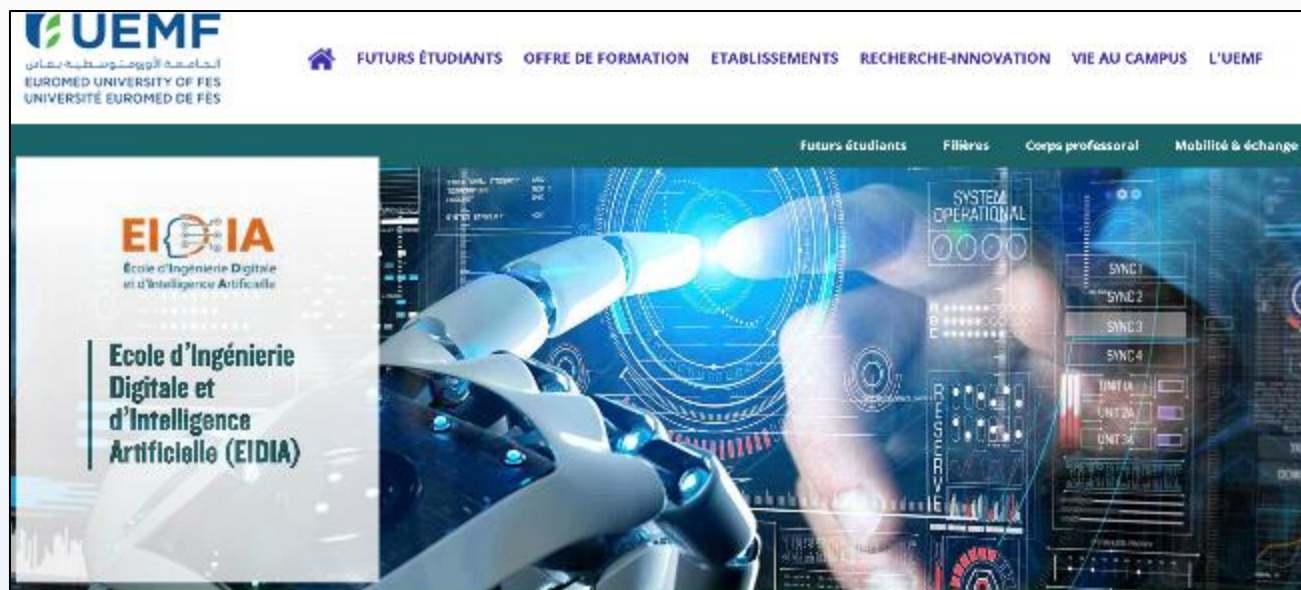 UEMF
الجامعة الأورومتوسطية بفاس
EUROMED UNIVERSITY OF FES
UNIVERSITÉ EUROMED DE FÈS
FUTURS ÉTUDIANTS OFFRE DE FORMATION ETABLISSEMENTS RECHERCHE-INNOVATION VIE AU CAMPUS L'UEMF
Futurs étudiants Filières Corps professoral Mobilité & échange
EIDIA
École d'Ingénierie Digitale
et d'Intelligence Artificielle
Ecole d'Ingénierie
Digitale et
d'Intelligence
Artificielle (EIDIA)
SYSTEM
OPERATIONAL
SYNC 1
SYNC 2
SYNC 3
SYNC 4
A
B
C
UNIT 1A
UNIT 2A
UNIT 3A
RESERVE